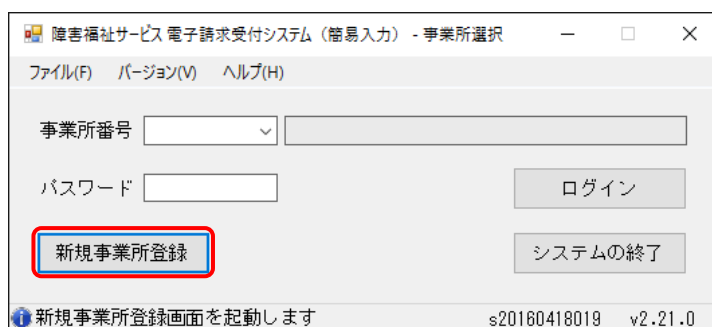 障害福祉サービス 電子請求受付システム（簡易入力） - 事業所選択
ファイル(F) バージョン(V) ヘルプ(H)
事業所番号
パスワード ログイン
新規事業所登録 システムの終了
新規事業所登録画面を起動します s20160418019 v2.21.0